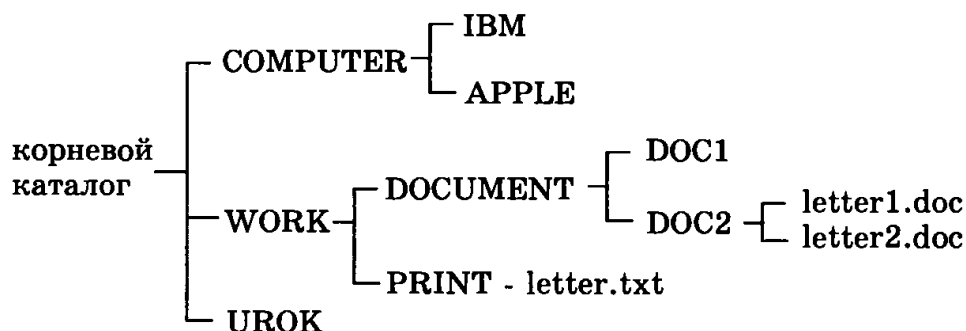 IBM
COMPUTER
APPLE
корневой
каталог
DOC1
DOCUMENT
letter1.doc
DOC2
letter2.doc
WORK
PRINT - letter.txt
UROK